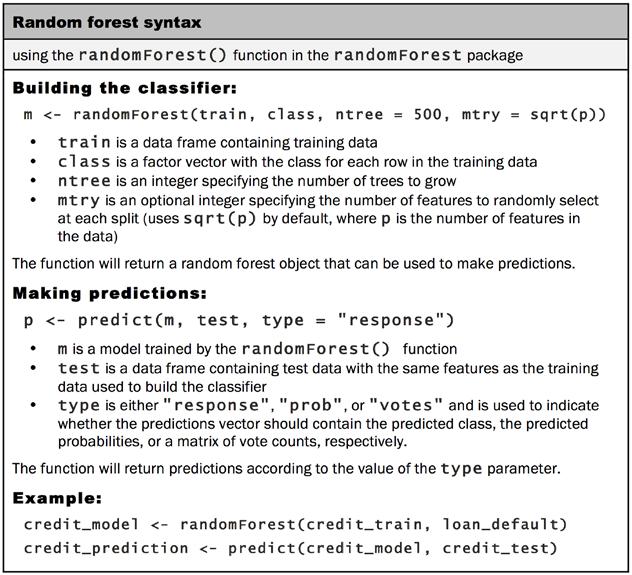 Random forest syntax
using the randomForest() function in the randomForest package
Building the classifier:
m <- randomForest(train, class, ntree = 500, mtry = sqrt(p))
• train is a data frame containing training data
• class is a factor vector with the class for each row in the training data
• ntree is an integer specifying the number of trees to grow
• mtry is an optional integer specifying the number of features to randomly select
at each split (uses sqrt(p) by default, where p is the number of features in
the data)
The function will return a random forest object that can be used to make predictions.
Making predictions:
p <- predict(m, test, type = "response")
• m is a model trained by the randomForest() function
• test is a data frame containing test data with the same features as the training
data used to build the classifier
• type is either "response", "prob", or "votes" and is used to indicate
whether the predictions vector should contain the predicted class, the predicted
probabilities, or a matrix of vote counts, respectively.
The function will return predictions according to the value of the type parameter.
Example:
credit_model <- randomForest(credit_train, loan_default)
credit_prediction <- predict(credit_model, credit_test)